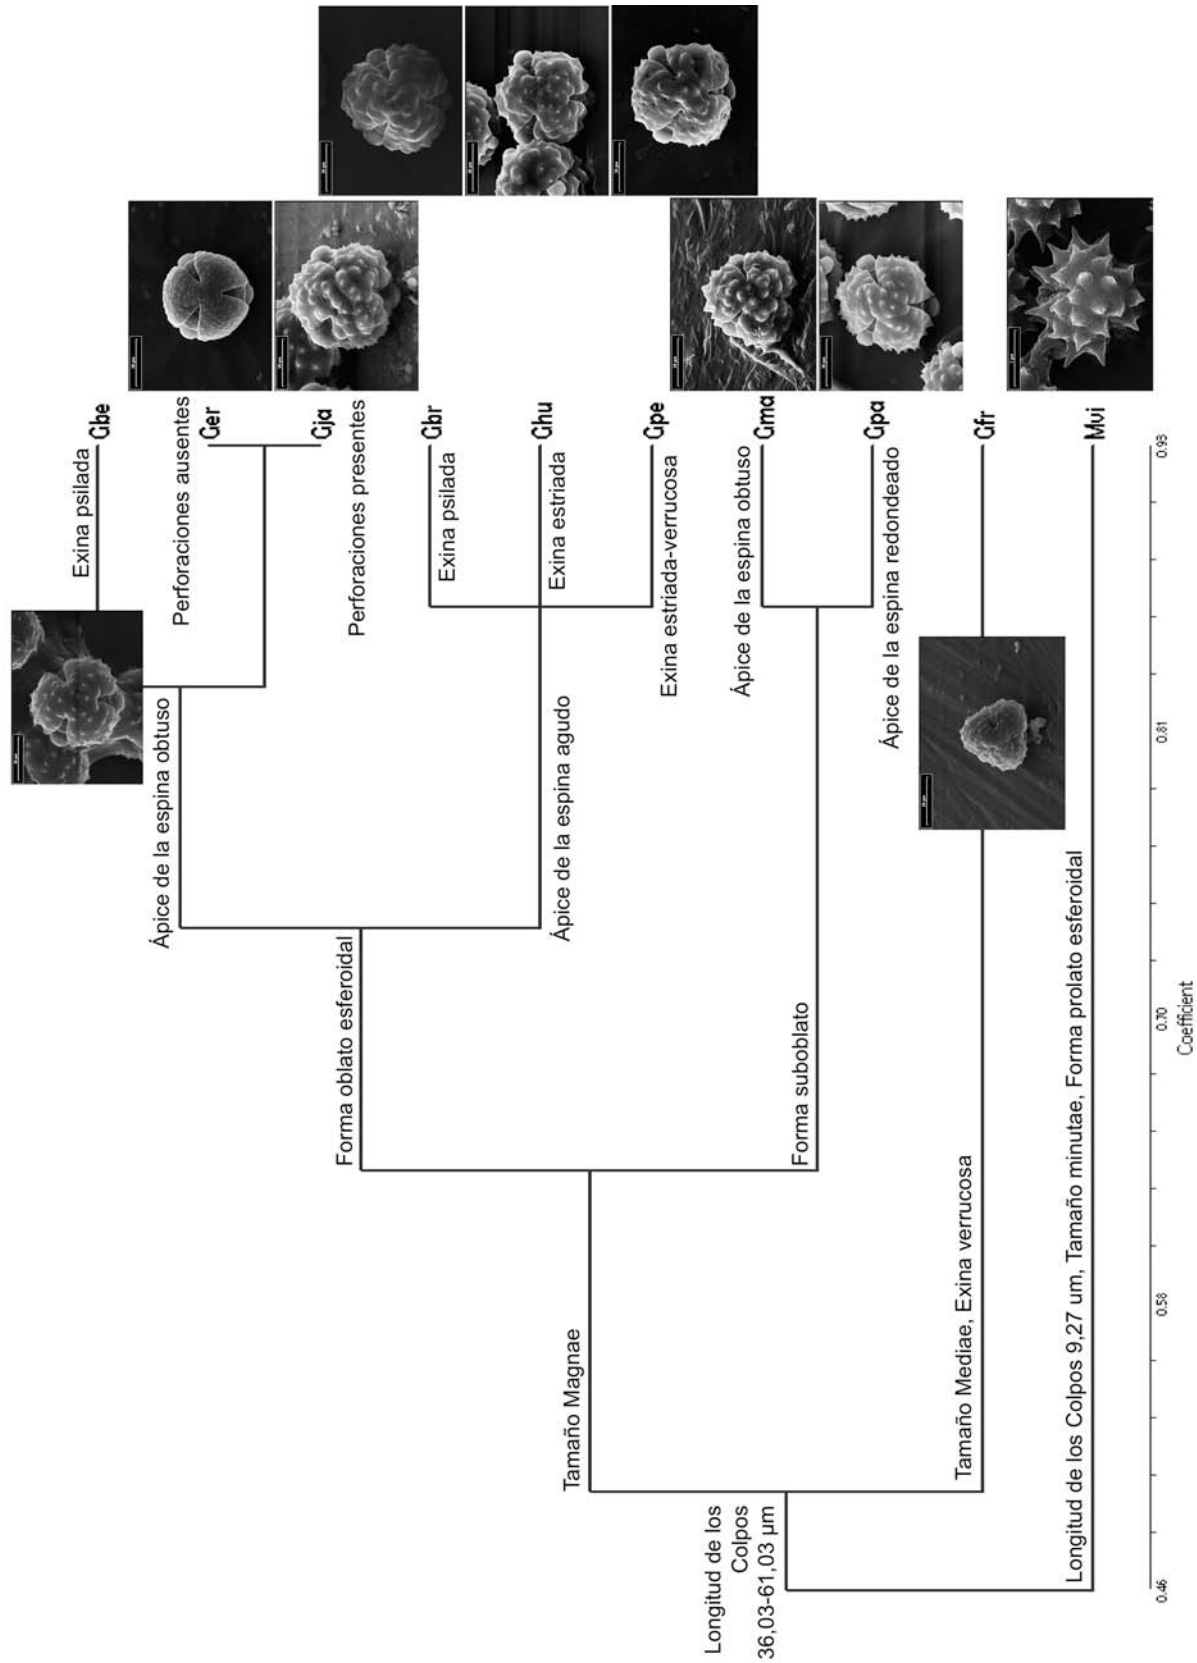 Exina psilada
Gbe
Perforaciones ausentes
Ger
Ápice de la espina obtuso
Gja
Perforaciones presentes
Forma oblato esferoidal
Exina psilada
Gbr
Exina estriada
Ghu
Ápice de la espina agudo
Exina estriada-verrucosa
Gpe
Tamaño Magnae
Ápice de la espina obtuso
Gma
Forma suboblato
Ápice de la espina redondeado
Gpa
Longitud de los
Colpos
36,03-61,03 µm
Tamaño Mediae, Exina verrucosa
Gfr
Longitud de los Colpos 9,27 um, Tamaño minutae, Forma prolato esferoidal
Mvi
0.46 0.58 0.70 0.81 0.93
Coefficient